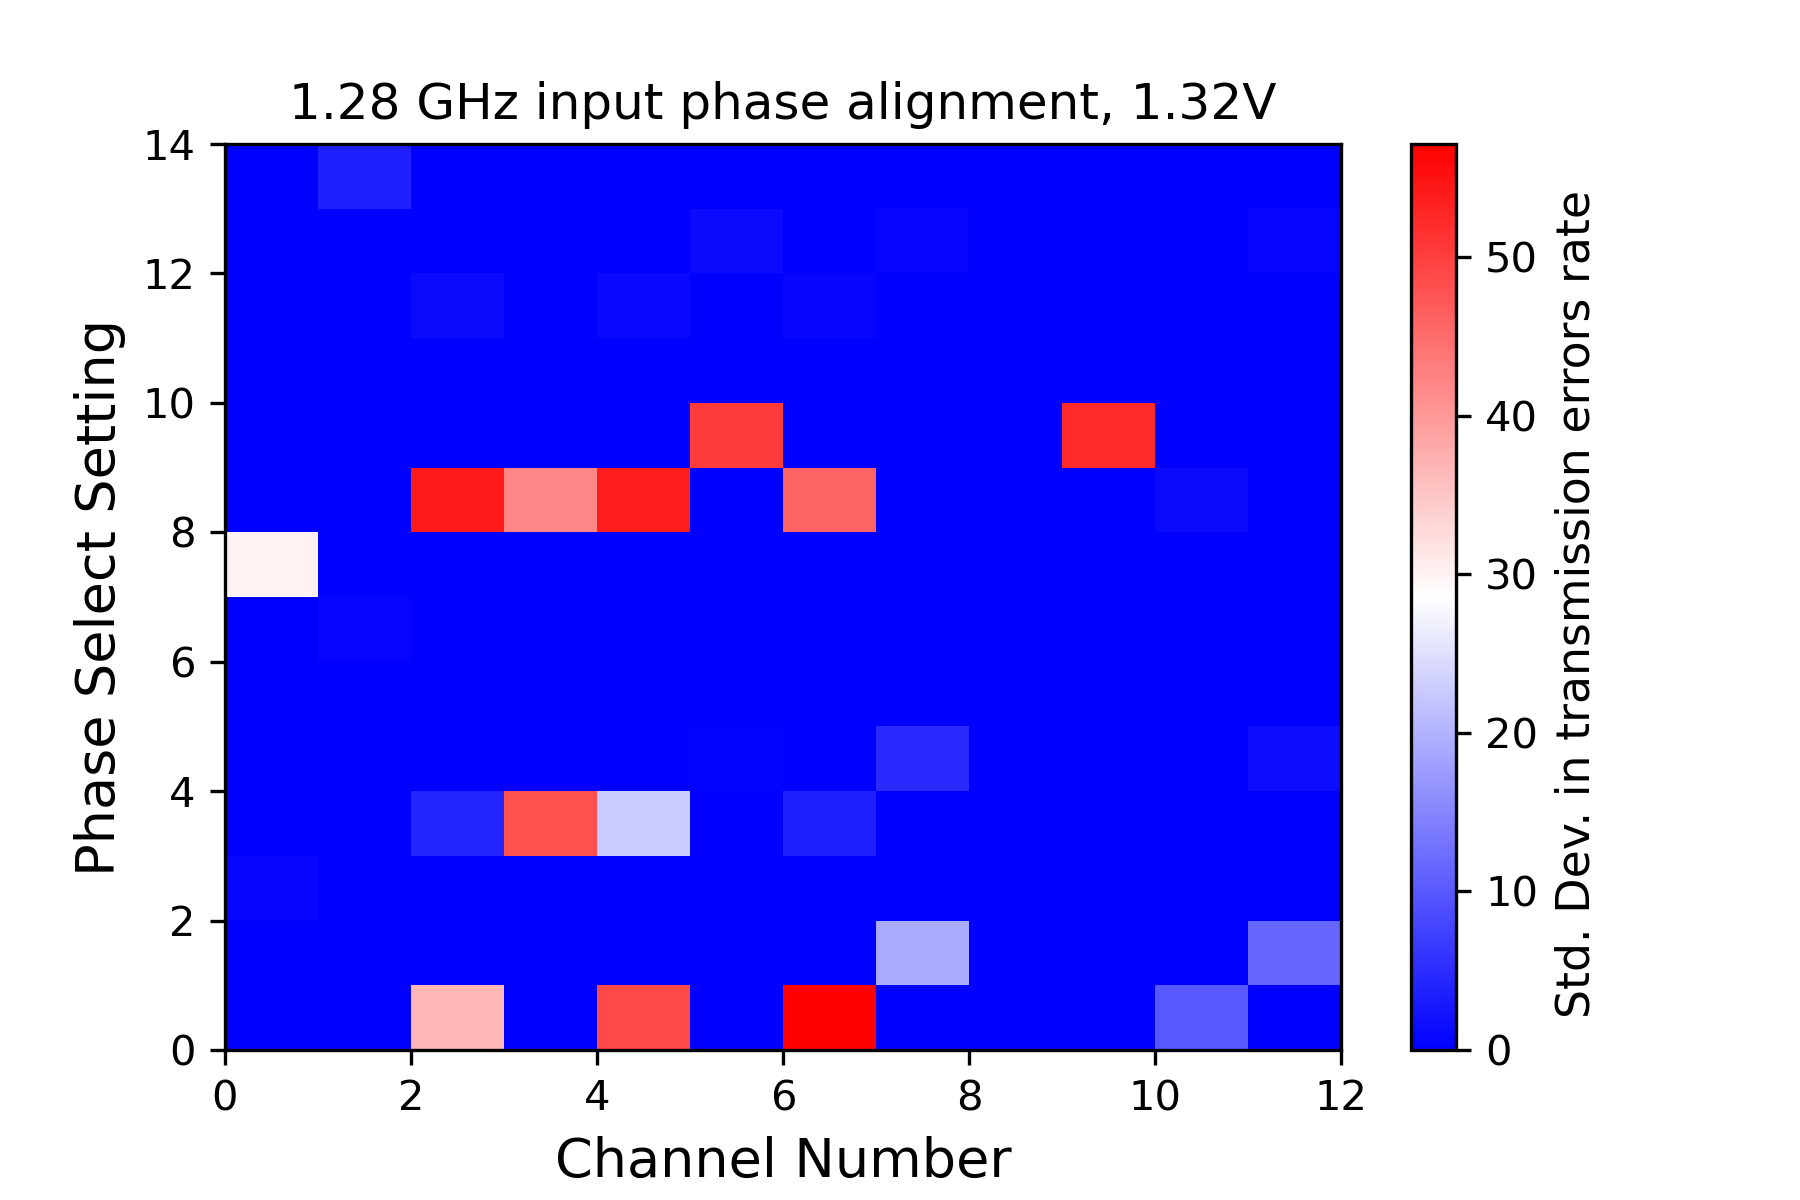 1.28 GHz input phase alignment, 1.32V
Phase Select Setting
14
12
10
8
6
4
2
0
0 2 4 6 8 10 12
Channel Number
50
40
30
20
10
0
Std. Dev. in transmission errors rate